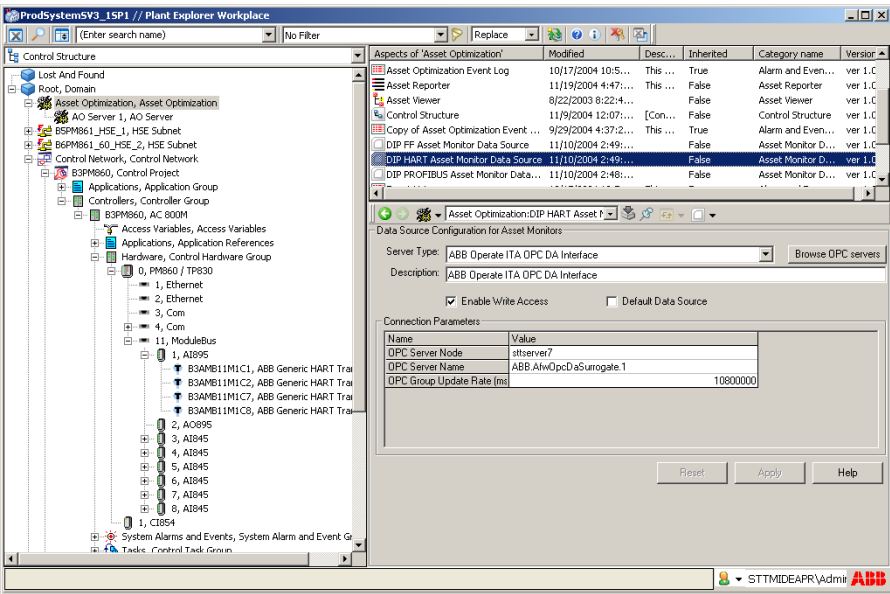 ProdSystemSV3_1SP1 // Plant Explorer Workplace
(Enter search name) No Filter Replace
Control Structure
Lost And Found
Root, Domain
Asset Optimization, Asset Optimization
AO Server 1, AO Server
B5PM861_HSE_1, HSE Subnet
B6PM861_60_HSE_2, HSE Subnet
Control Network, Control Network
B3PM860, Control Project
Applications, Application Group
Controllers, Controller Group
B3PM860, AC 800M
Access Variables, Access Variables
Applications, Application References
Hardware, Control Hardware Group
0, PM860 / TP830
1, Ethernet
2, Ethernet
3, Com
4, Com
11, ModuleBus
1, AI895
B3AMB11M1C1, ABB Generic HART Tra
B3AMB11M1C2, ABB Generic HART Tra
B3AMB11M1C7, ABB Generic HART Tra
B3AMB11M1C8, ABB Generic HART Tra
2, AO895
3, AI845
4, AI845
5, AI845
6, AI845
7, AI845
8, AI845
1, CI854
System Alarms and Events, System Alarm and Event Gr
Tasks, Control Task Group
Aspects of 'Asset Optimization' Modified Desc... Inherited Category name Version
Asset Optimization Event Log 10/17/2004 10:5... This ... True Alarm and Even... ver 1.0
Asset Reporter 11/19/2004 4:47:... This ... False Asset Reporter ver 1.0
Asset Viewer 8/22/2003 8:22:4... False Asset Viewer ver 1.0
Control Structure 11/9/2004 12:07:... [Con... False Control Structure ver 1.0
Copy of Asset Optimization Event ... 9/29/2004 4:37:2... This ... True Alarm and Even... ver 1.0
DIP FF Asset Monitor Data Source 11/10/2004 2:49:... False Asset Monitor D... ver 1.0
DIP HART Asset Monitor Data Source 11/10/2004 2:49:... False Asset Monitor D... ver 1.0
DIP PROFIBUS Asset Monitor Data... 11/10/2004 2:48:... False Asset Monitor D... ver 1.0
Asset Optimization:DIP HART Asset M
Data Source Configuration for Asset Monitors
Server Type: ABB Operate ITA OPC DA Interface Browse OPC servers
Description: ABB Operate ITA OPC DA Interface
Enable Write Access Default Data Source
Connection Parameters
Name Value
OPC Server Node sttserver7
OPC Server Name ABB.AfwOpcDaSurrogate.1
OPC Group Update Rate (ms 10800000
Reset Apply Help
STTMIDEAPR\Admir ABB